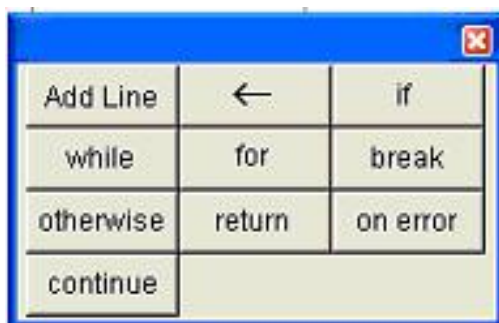 Add Line ← if
while for break
otherwise return on error
continue